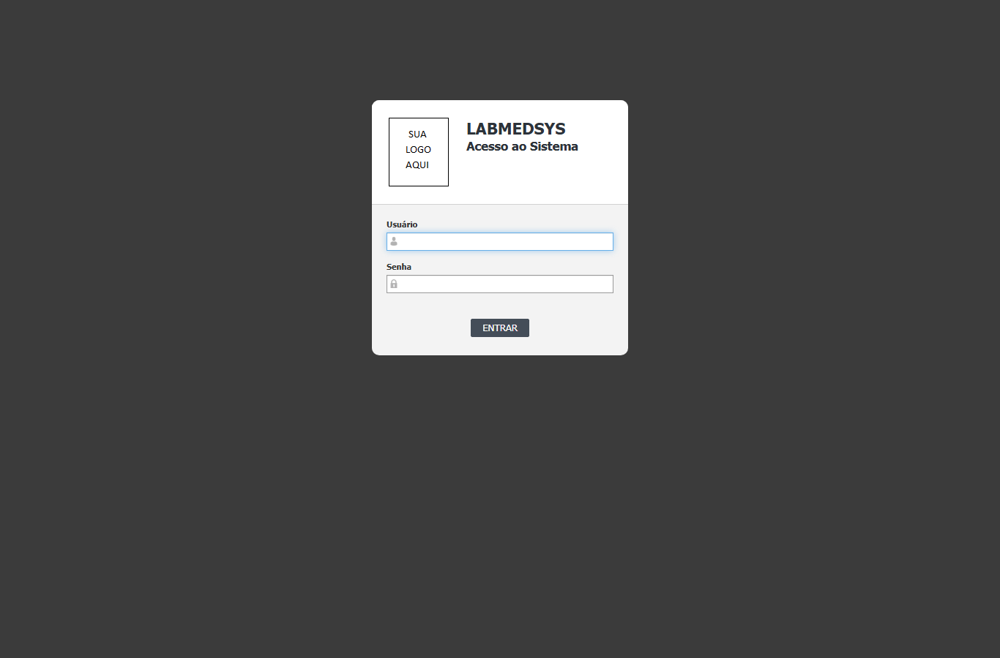 SUA
LOGO
AQUI
LABMEDSYS
Acesso ao Sistema
Usuário
Senha
ENTRAR